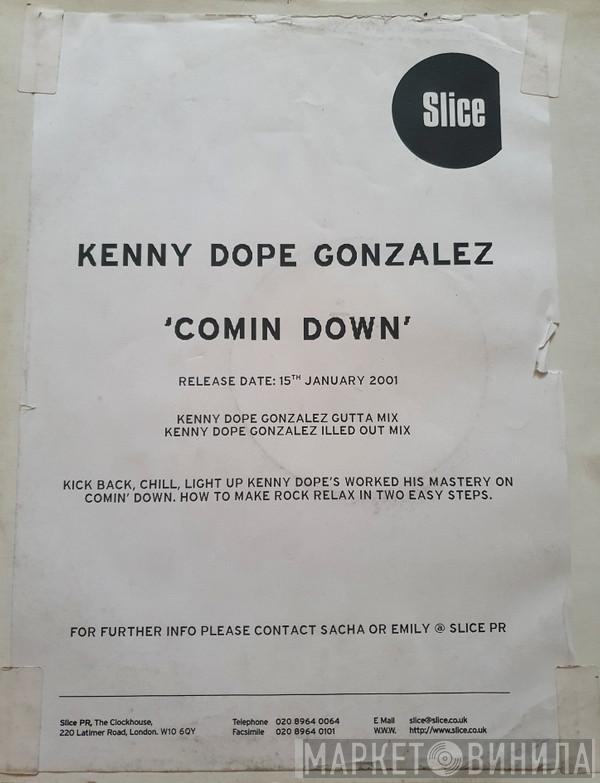 Slice
KENNY DOPE GONZALEZ
'COMIN DOWN'
RELEASE DATE: 15TH JANUARY 2001
KENNY DOPE GONZALEZ GUTTA MIX
KENNY DOPE GONZALEZ ILLED OUT MIX
KICK BACK, CHILL, LIGHT UP KENNY DOPE'S WORKED HIS MASTERY ON
COMIN' DOWN. HOW TO MAKE ROCK RELAX IN TWO EASY STEPS.
FOR FURTHER INFO PLEASE CONTACT SACHA OR EMILY @ SLICE PR
Slice PR, The Clockhouse, Telephone 020 8964 0064 E Mail slice@slice.co.uk
220 Latimer Road, London. W10 6QY Facsimile 020 8964 0101 W.W.W. http://www.slice.co.uk
МАРКЕТ ВИНИЛА